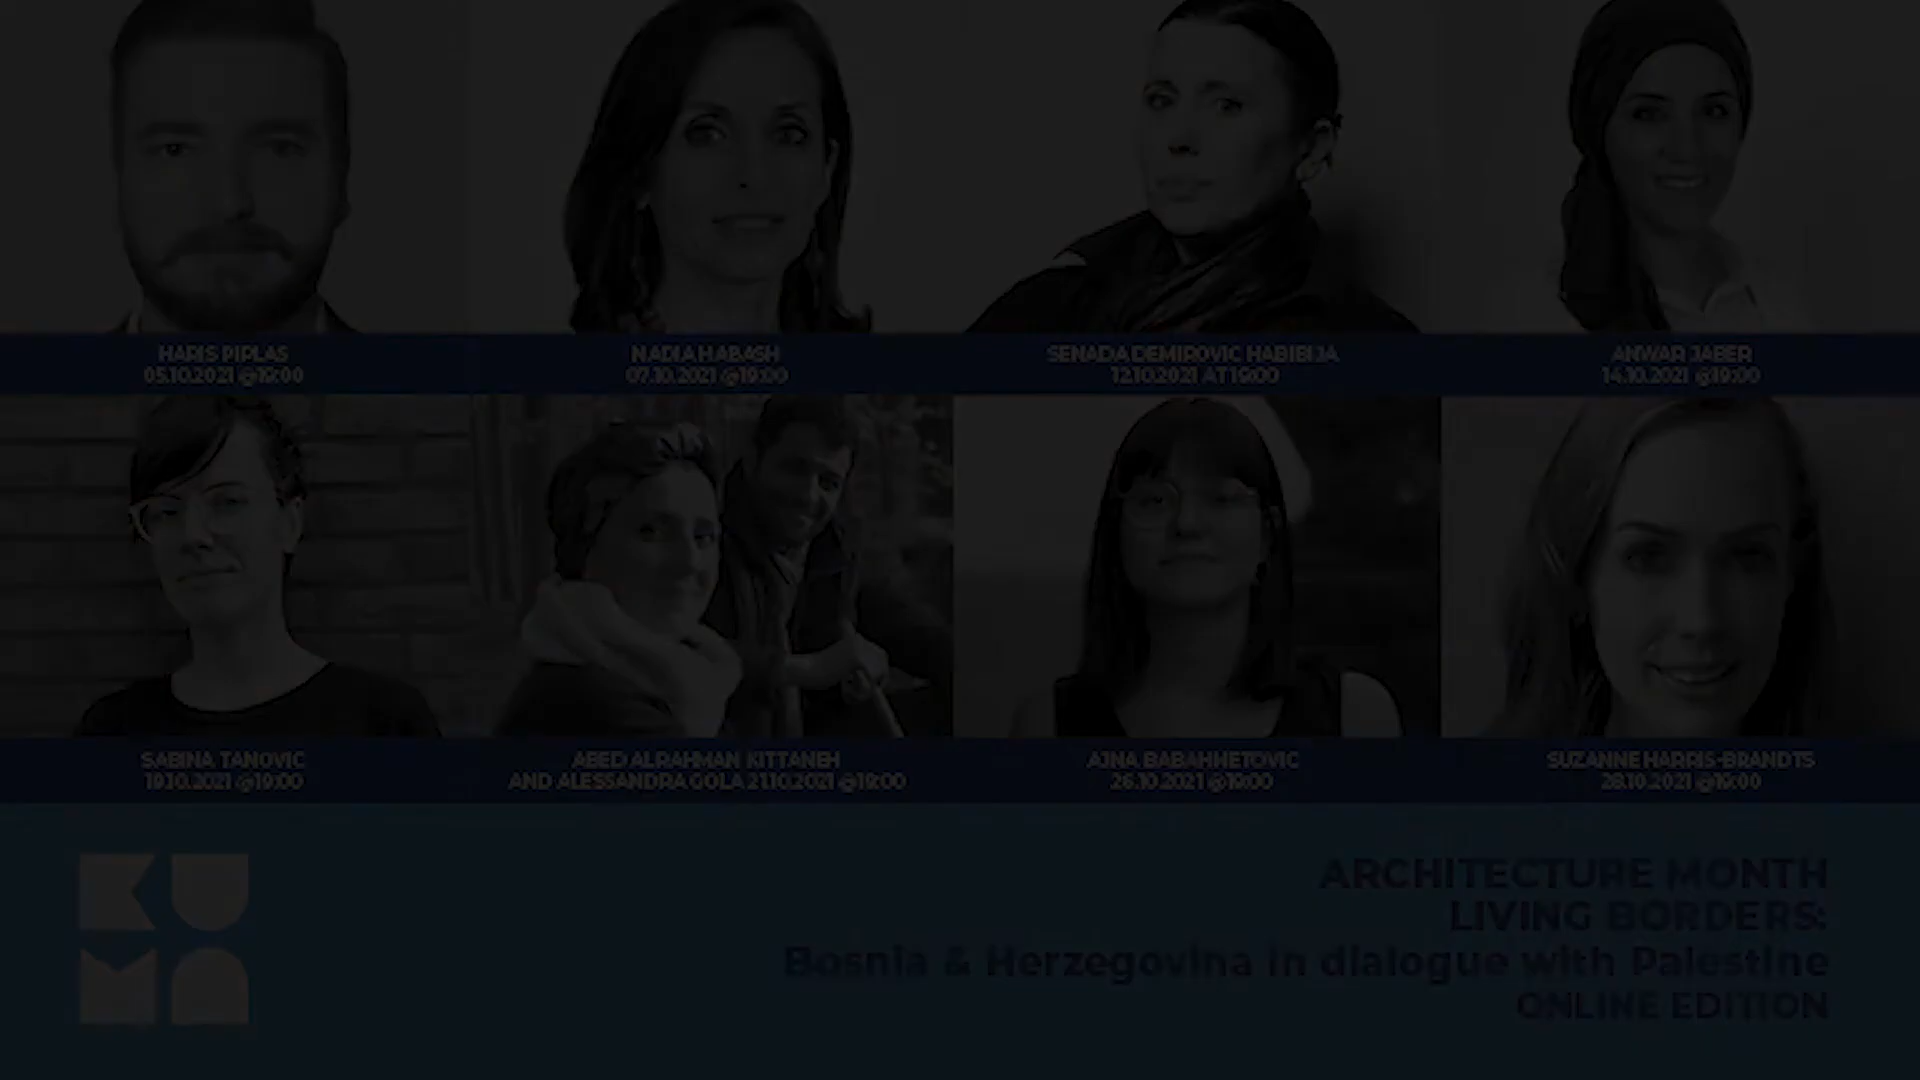 HARIS PIPLAS
05.10.2021 @19:00
NADIA HABASH
07.10.2021 @19:00
SENADA DEMIROVIC HABIBIJA
12.10.2021 AT 19:00
ANWAR JABER
14.10.2021 @19:00
SABINA TANOVIC
19.10.2021 @19:00
ABED ALRAHMAN KITTANEH
AND ALESSANDRA GOLA 21.10.2021 @19:00
AJNA BABAHMETOVIC
26.10.2021 @19:00
SUZANNE HARRIS-BRANDTS
28.10.2021 @19:00
KU
MA
ARCHITECTURE MONTH
LIVING BORDERS:
Bosnia & Herzegovina in dialogue with Palestine
ONLINE EDITION